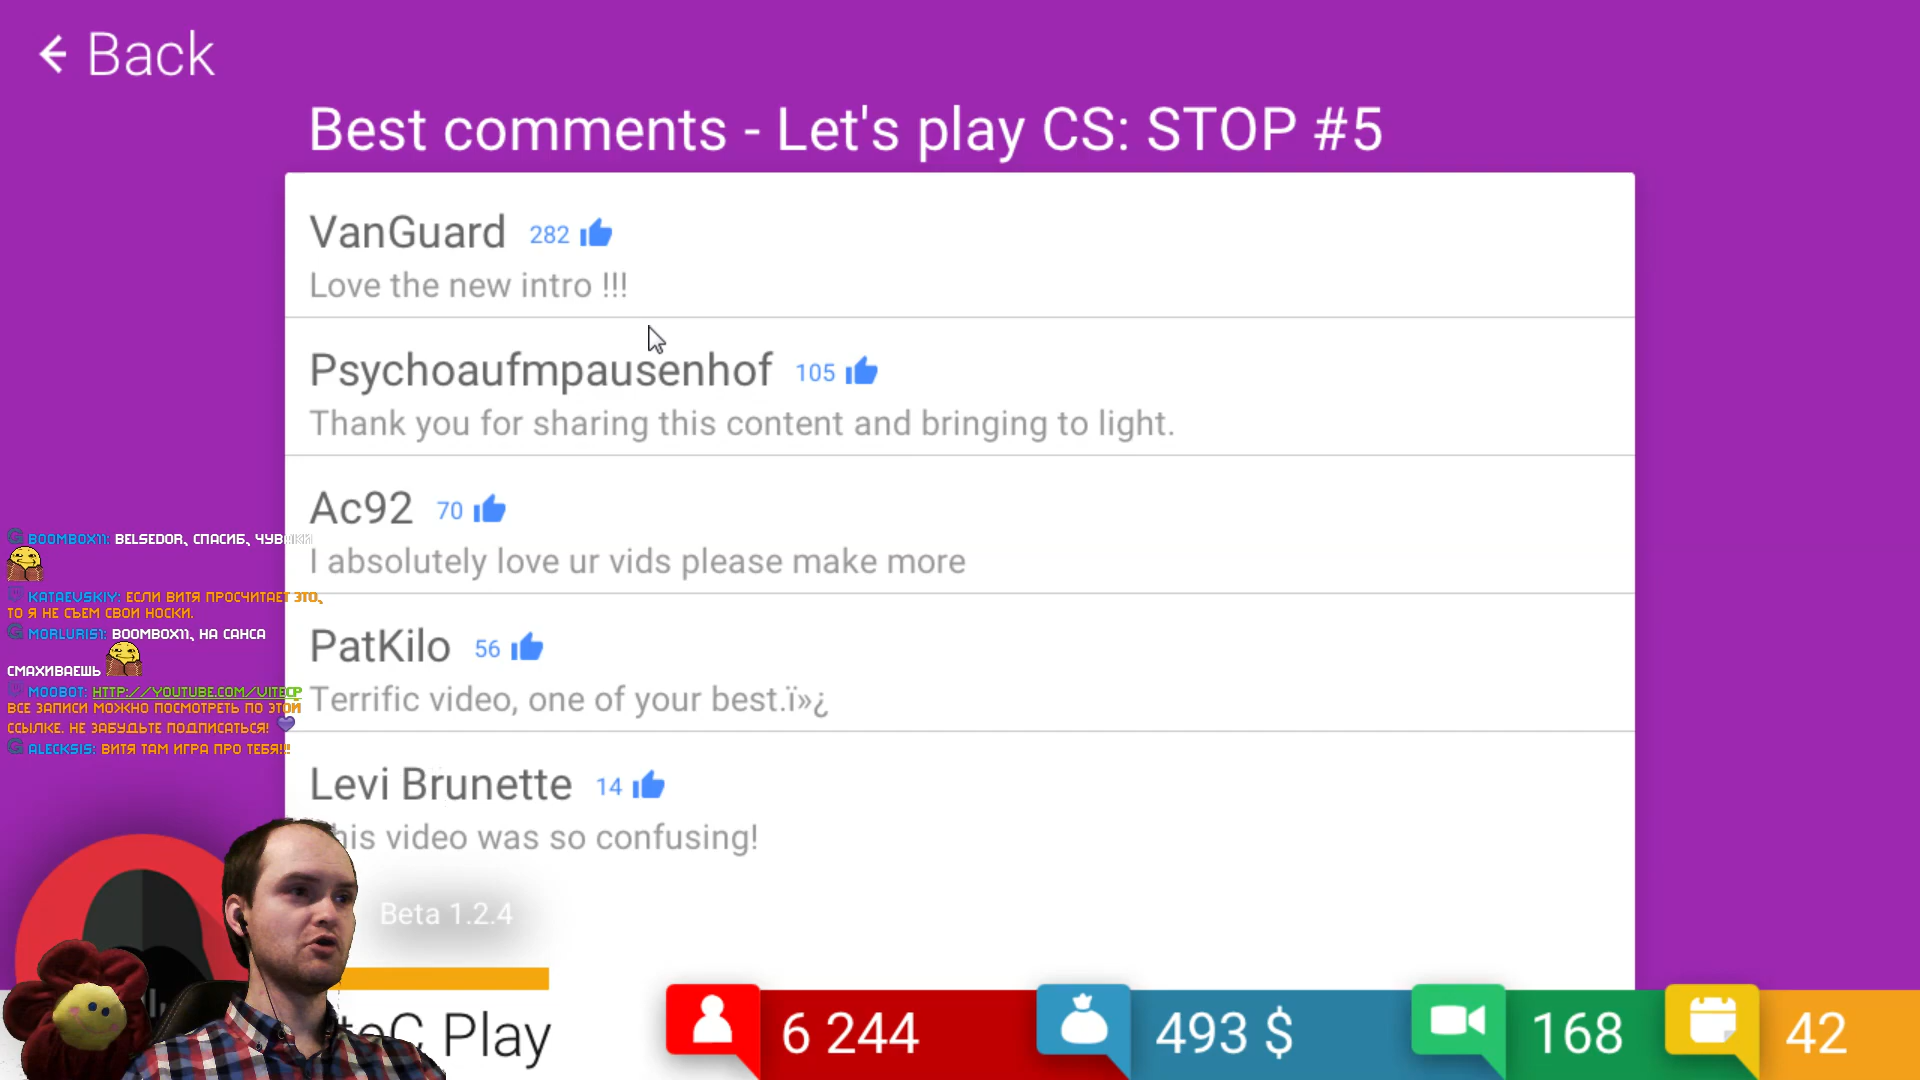 Back
Best comments - Let's play CS: STOP #5
VanGuard 282
Love the new intro !!!
Psychoaufmpausenhof 105
Thank you for sharing this content and bringing to light.
Ac92 70
I absolutely love ur vids please make more
PatKilo 56
Terrific video, one of your best.ï»¿
Levi Brunette 14
his video was so confusing!
BOOMBOX11: BELSEDOR, СПАСИБ, ЧУВАКИ
KATAEVSKIY: ЕСЛИ ВИТЯ ПРОСЧИТАЕТ ЭТО,
ТО Я НЕ СЪЕМ СВОИ НОСКИ.
MORLURIS1: BOOMBOX11, НА САНСА
СМАХИВАЕШЬ
MOOBOT: HTTP://YOUTUBE.COM/VITECP
ВСЕ ЗАПИСИ МОЖНО ПОСМОТРЕТЬ ПО ЭТОЙ
ССЫЛКЕ. НЕ ЗАБУДЬТЕ ПОДПИСАТЬСЯ!
ALECKSIS: ВИТЯ ТАМ ИГРА ПРО ТЕБЯ!!!
Beta 1.2.4
teC Play
6 244
493 $
168
42